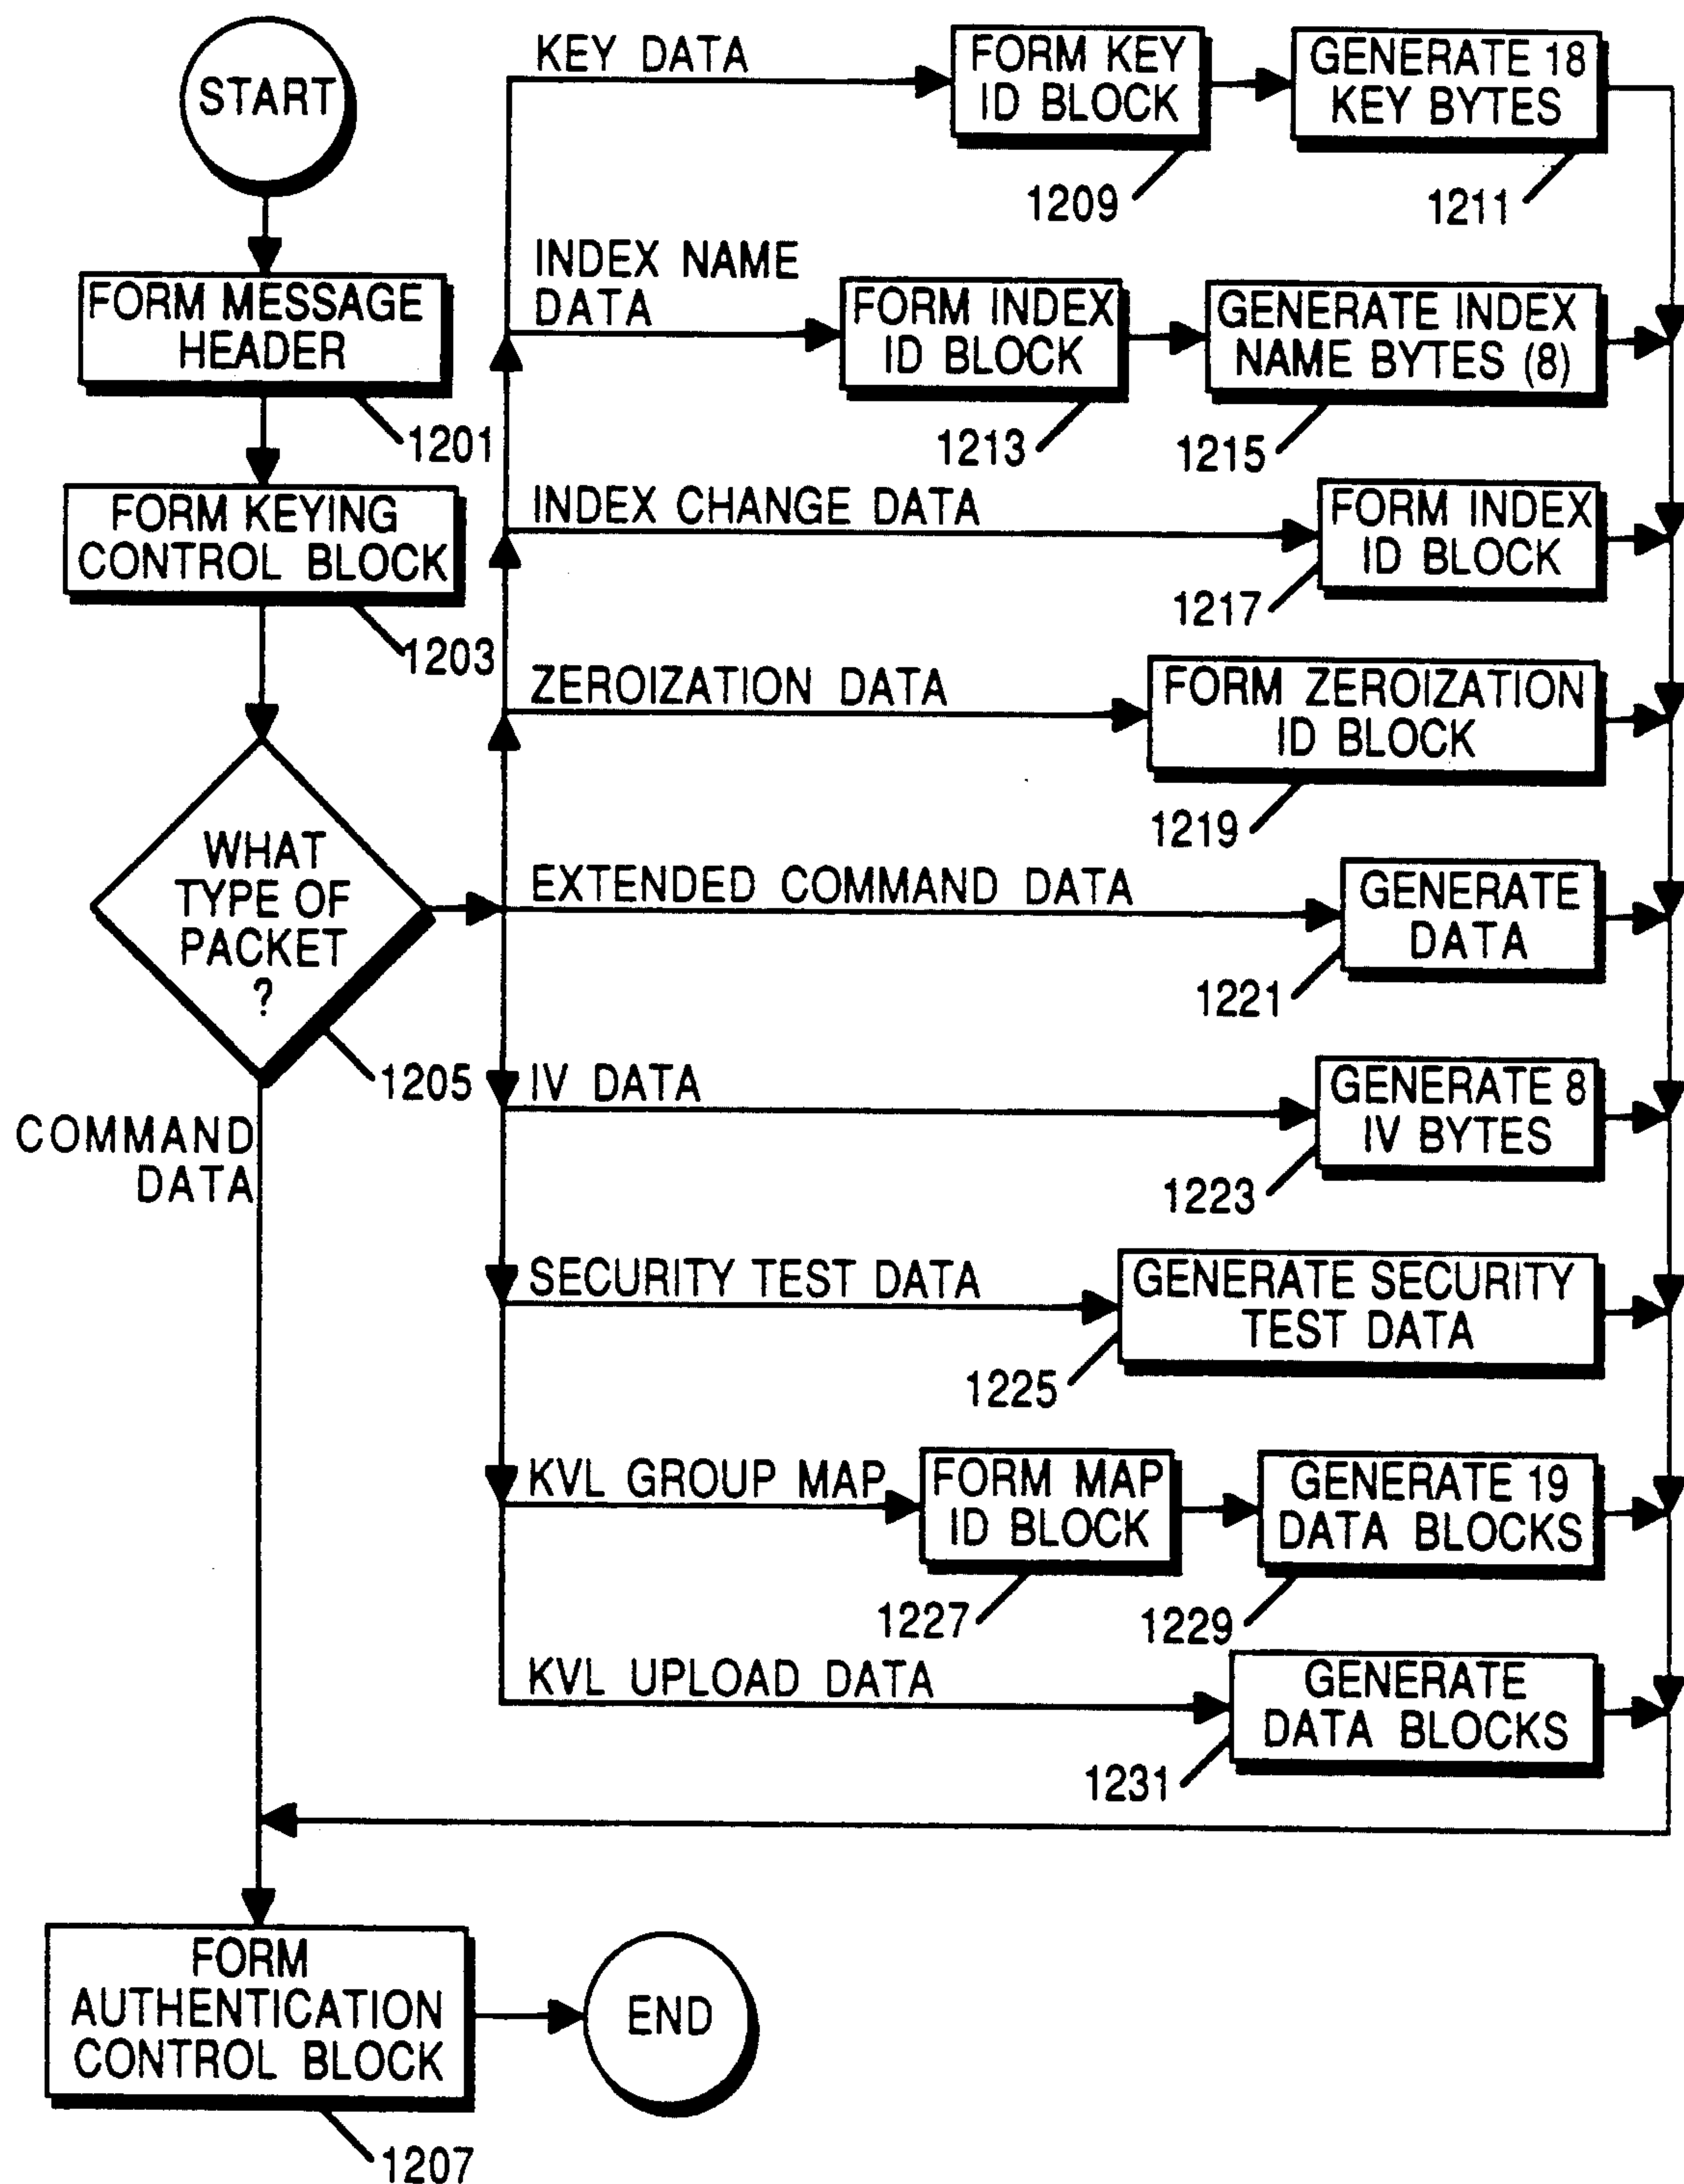 START
FORM MESSAGE
HEADER
1201
FORM KEYING
CONTROL BLOCK
1203
WHAT
TYPE OF
PACKET
?
1205
COMMAND
DATA
KEY DATA
FORM KEY
ID BLOCK
1209
GENERATE 18
KEY BYTES
1211
INDEX NAME
DATA
FORM INDEX
ID BLOCK
1213
GENERATE INDEX
NAME BYTES (8)
1215
INDEX CHANGE DATA
FORM INDEX
ID BLOCK
1217
ZEROIZATION DATA
FORM ZEROIZATION
ID BLOCK
1219
EXTENDED COMMAND DATA
GENERATE
DATA
1221
IV DATA
GENERATE 8
IV BYTES
1223
SECURITY TEST DATA
GENERATE SECURITY
TEST DATA
1225
KVL GROUP MAP
FORM MAP
ID BLOCK
1227
GENERATE 19
DATA BLOCKS
1229
KVL UPLOAD DATA
GENERATE
DATA BLOCKS
1231
FORM
AUTHENTICATION
CONTROL BLOCK
1207
END